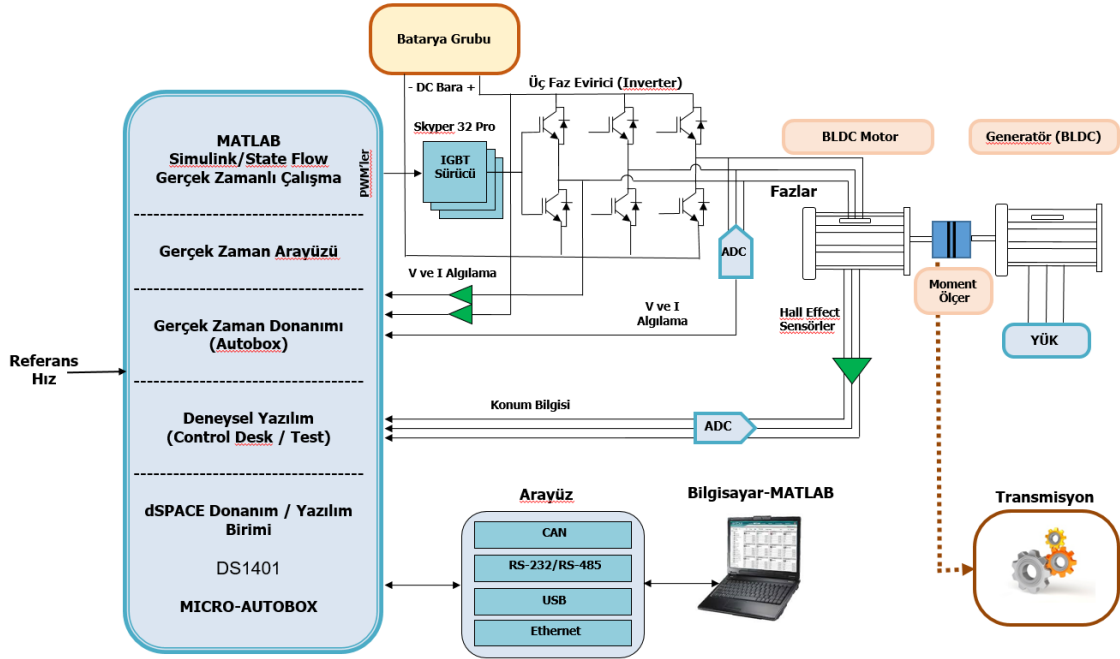 Batarya Grubu
- DC Bara +
Üç Faz Evirici (Inverter)
Skyper 32 Pro
IGBT
Sürücü
PWM'ler
MATLAB
Simulink/State Flow
Gerçek Zamanlı Çalışma
Gerçek Zaman Arayüzü
Gerçek Zaman Donanımı
(Autobox)
Deneysel Yazılım
(Control Desk / Test)
dSPACE Donanım / Yazılım
Birimi
DS1401
MICRO-AUTOBOX
Referans
Hız
V ve I Algılama
V ve I
Algılama
ADC
BLDC Motor
Generatör (BLDC)
Fazlar
Moment
Ölçer
Hall Effect
Sensörler
YÜK
Konum Bilgisi
ADC
Arayüz
CAN
RS-232/RS-485
USB
Ethernet
Bilgisayar-MATLAB
Transmisyon